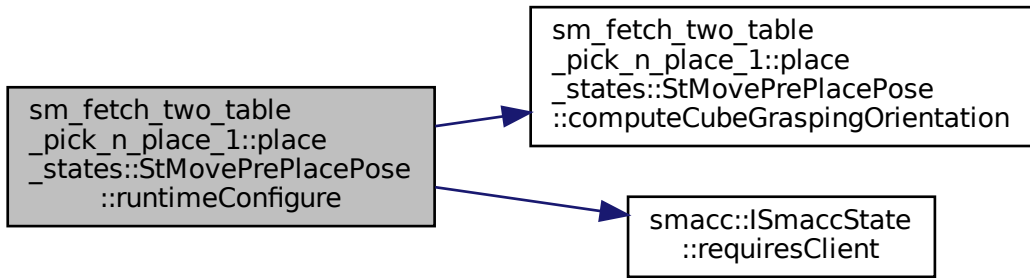 sm_fetch_two_table
_pick_n_place_1::place
_states::StMovePrePlacePose
::runtimeConfigure
sm_fetch_two_table
_pick_n_place_1::place
_states::StMovePrePlacePose
::computeCubeGraspingOrientation
smacc::ISmaccState
::requiresClient